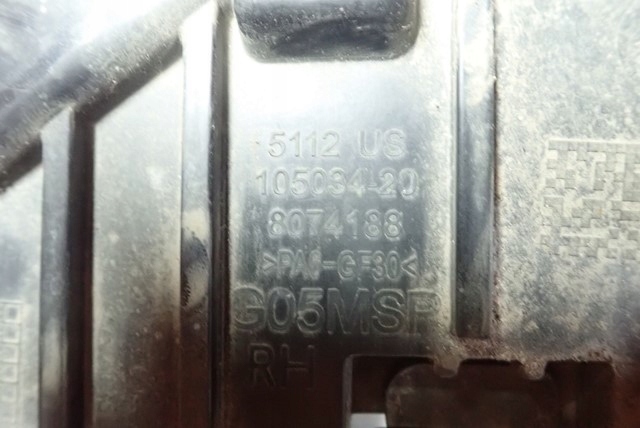 5112 US
105034-20
8074188
>PA6-GF30<
G05MSP
RH